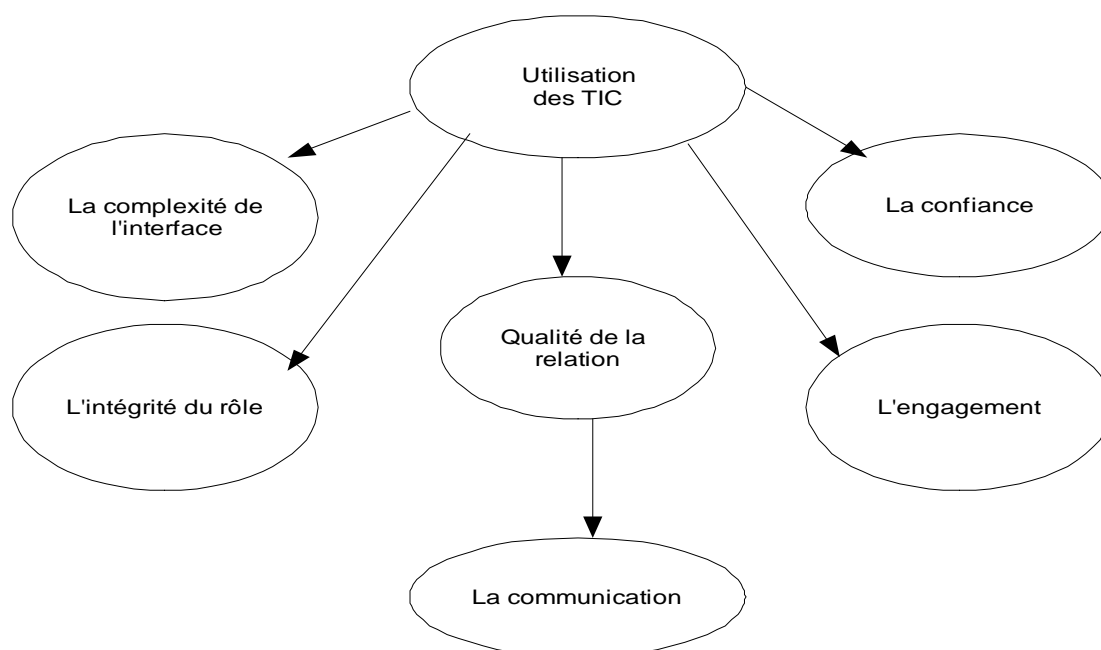 Utilisation
des TIC
La complexité de
l'interface
La confiance
Qualité de la
relation
L'intégrité du rôle
L'engagement
La communication